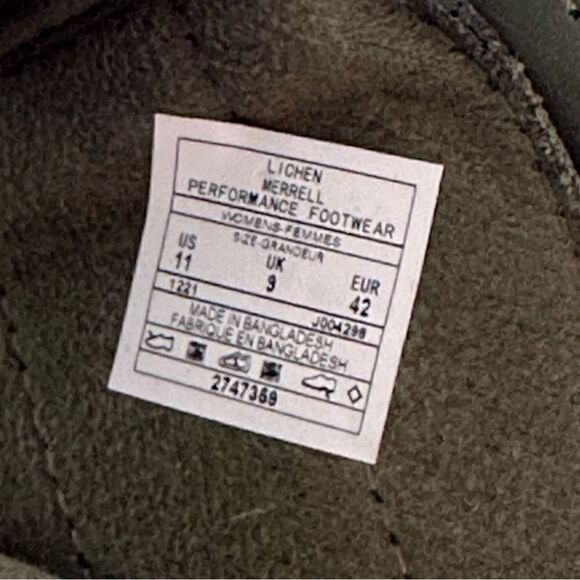 LICHEN
MERRELL
PERFORMANCE FOOTWEAR
WOMENS-FEMMES
SIZE-GRANDEUR
US UK EUR
11 9 42
1221 J004298
MADE IN BANGLADESH
FABRIQUE EN BANGLADESH
2747369